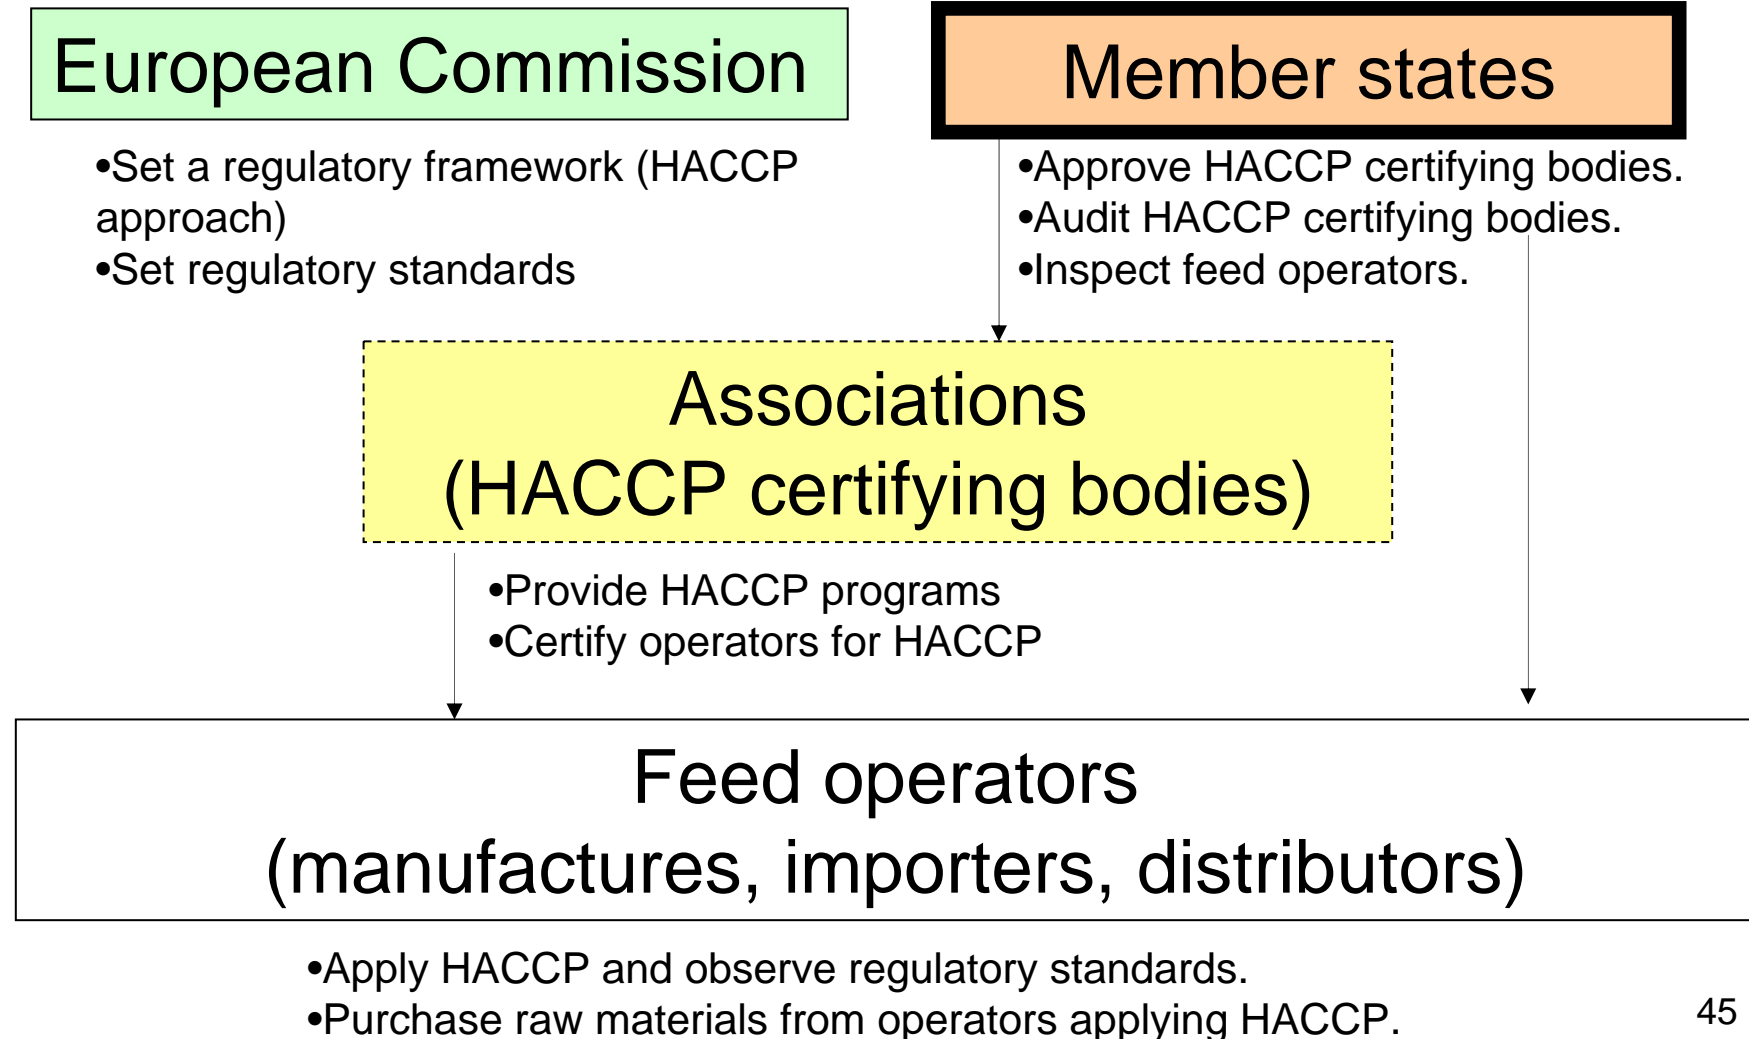 European Commission
Member states
•Set a regulatory framework (HACCP
approach)
•Set regulatory standards
•Approve HACCP certifying bodies.
•Audit HACCP certifying bodies.
•Inspect feed operators.
Associations
(HACCP certifying bodies)
•Provide HACCP programs
•Certify operators for HACCP
Feed operators
(manufactures, importers, distributors)
•Apply HACCP and observe regulatory standards.
•Purchase raw materials from operators applying HACCP.
45